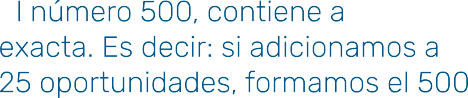 l número 500, contiene a
exacta. Es decir: si adicionamos a
25 oportunidades, formamos el 500